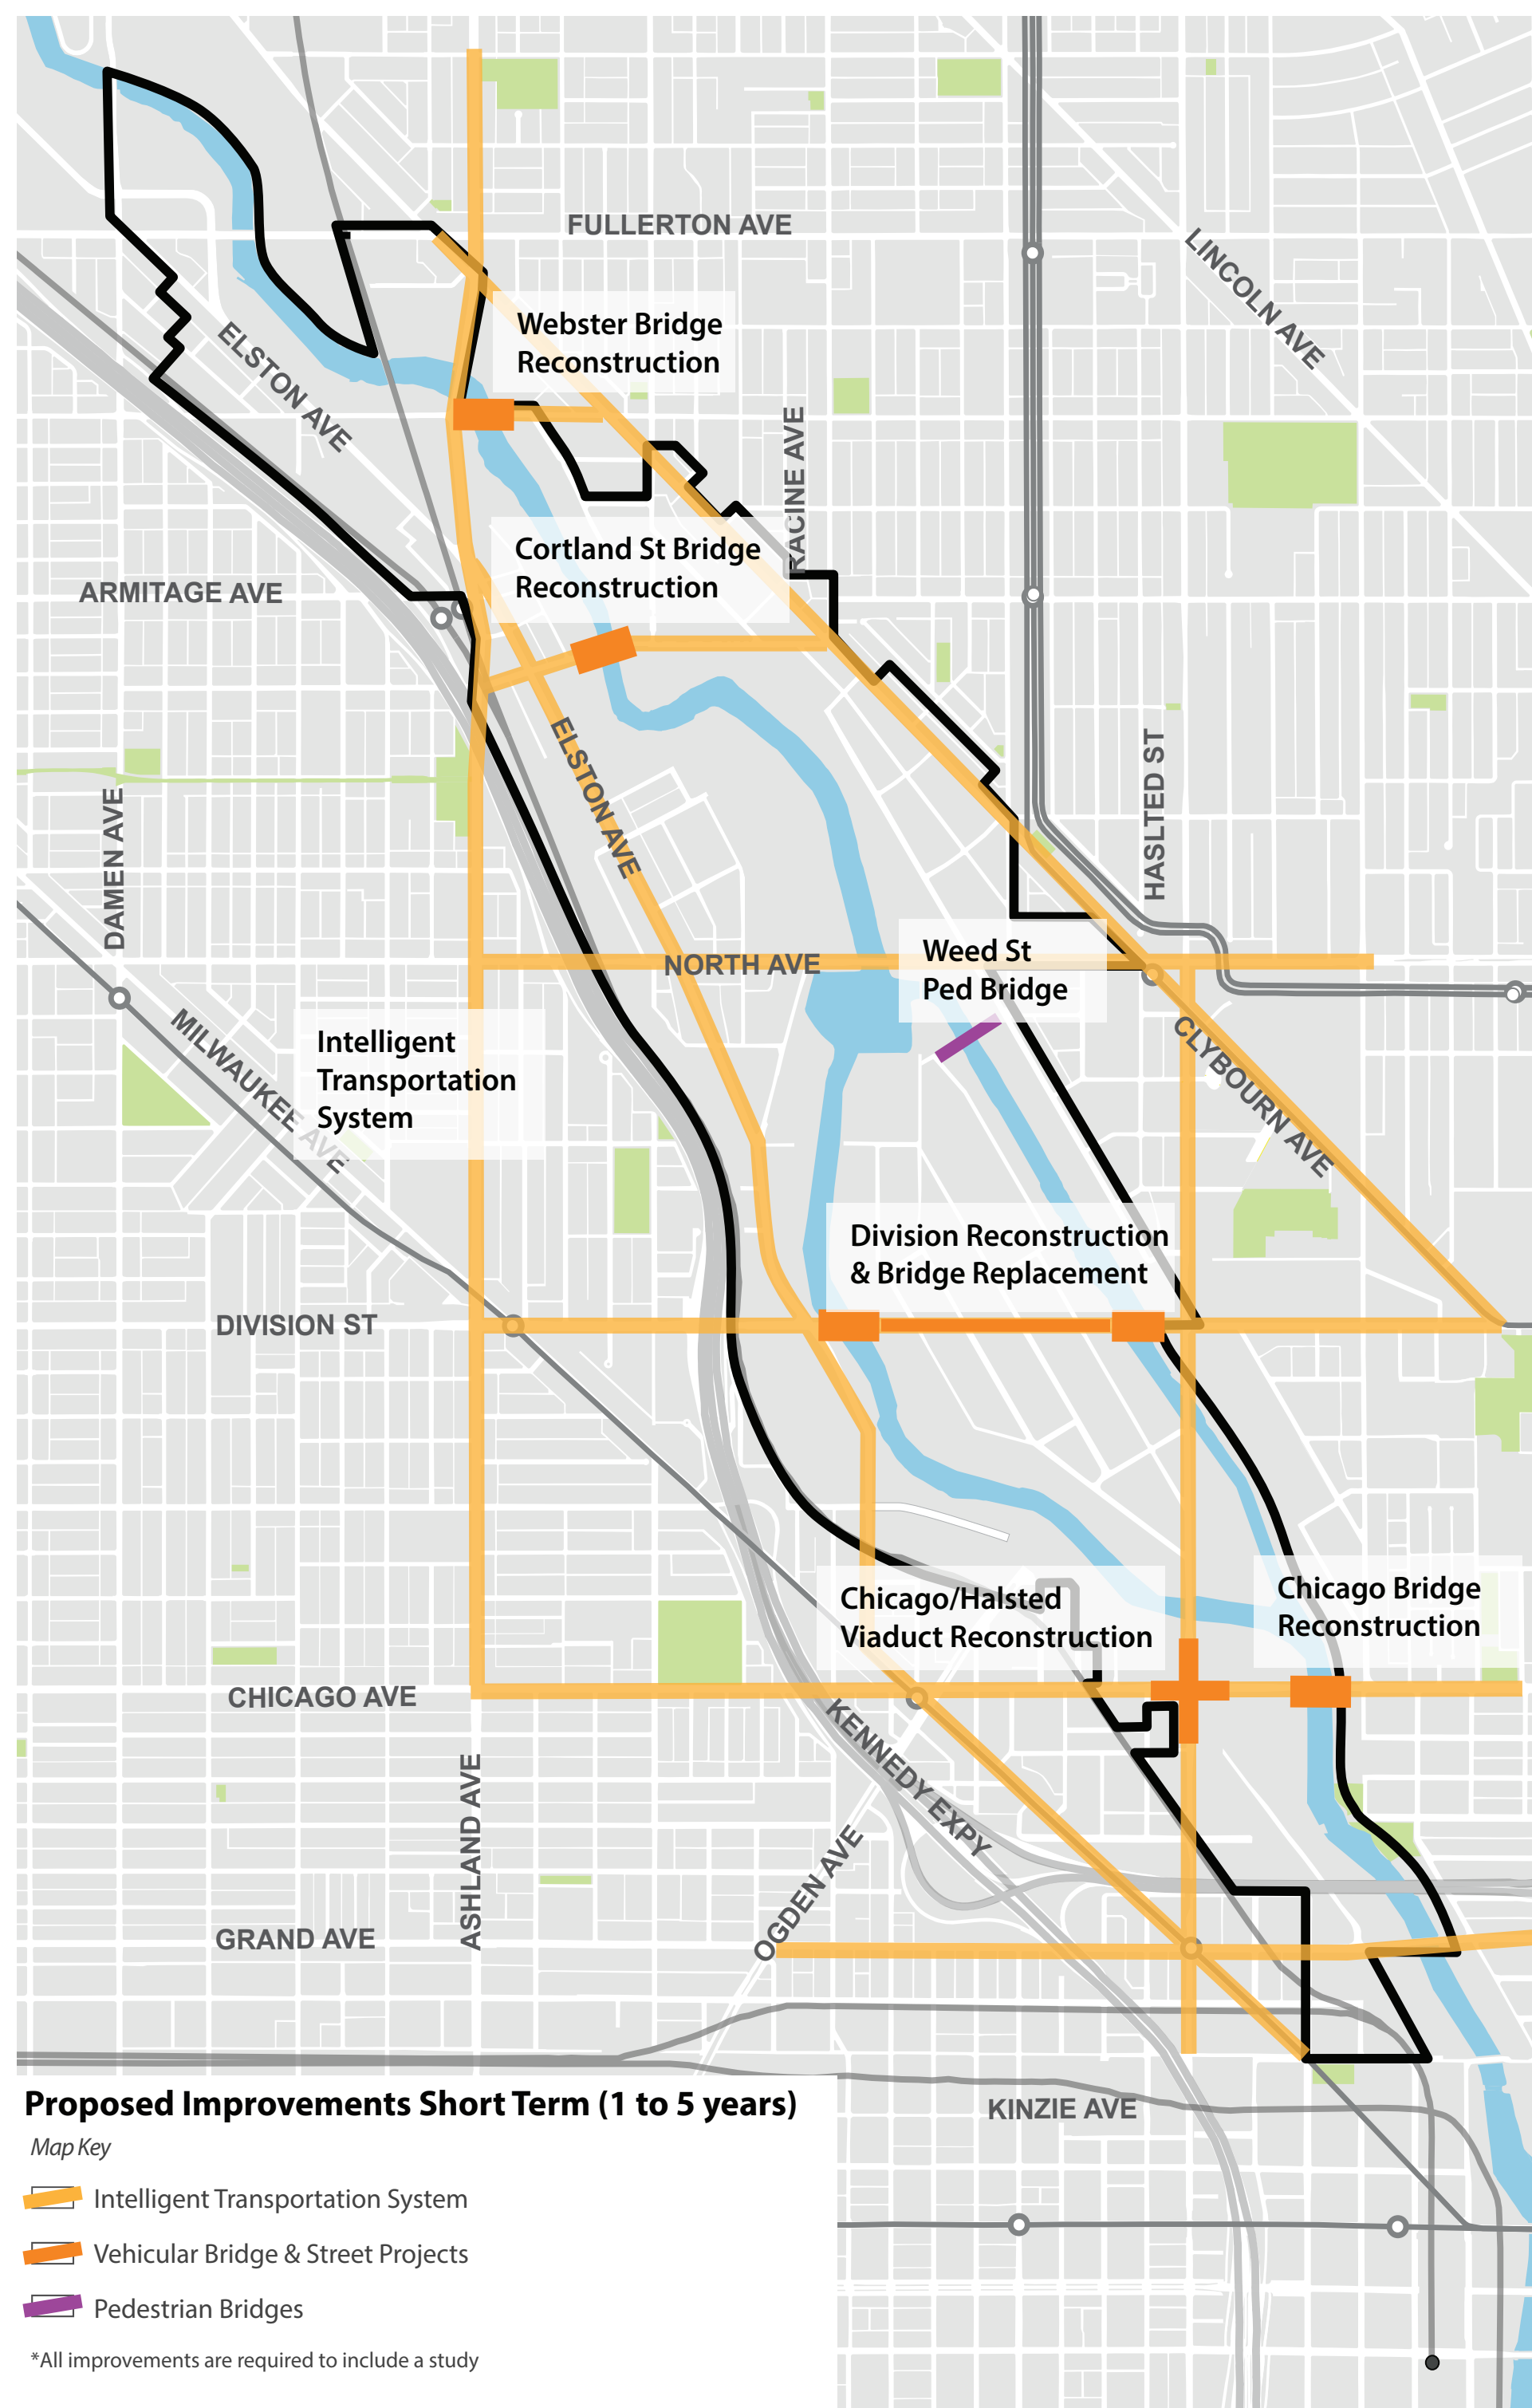 FULLERTON AVE
LINCOLN AVE
Webster Bridge
Reconstruction
ELSTON AVE
RACINE AVE
Cortland St Bridge
Reconstruction
ARMITAGE AVE
ELSTON AVE
HASLTED ST
DAMEN AVE
NORTH AVE
Weed St
Ped Bridge
CLYBOURN AVE
MILWAUKEE AVE
Intelligent
Transportation
System
Division Reconstruction
& Bridge Replacement
DIVISION ST
Chicago/Halsted
Viaduct Reconstruction
Chicago Bridge
Reconstruction
CHICAGO AVE
KENNEDY EXPY
ASHLAND AVE
OGDEN AVE
GRAND AVE
KINZIE AVE
Proposed Improvements Short Term (1 to 5 years)
Map Key
Intelligent Transportation System
Vehicular Bridge & Street Projects
Pedestrian Bridges
*All improvements are required to include a study